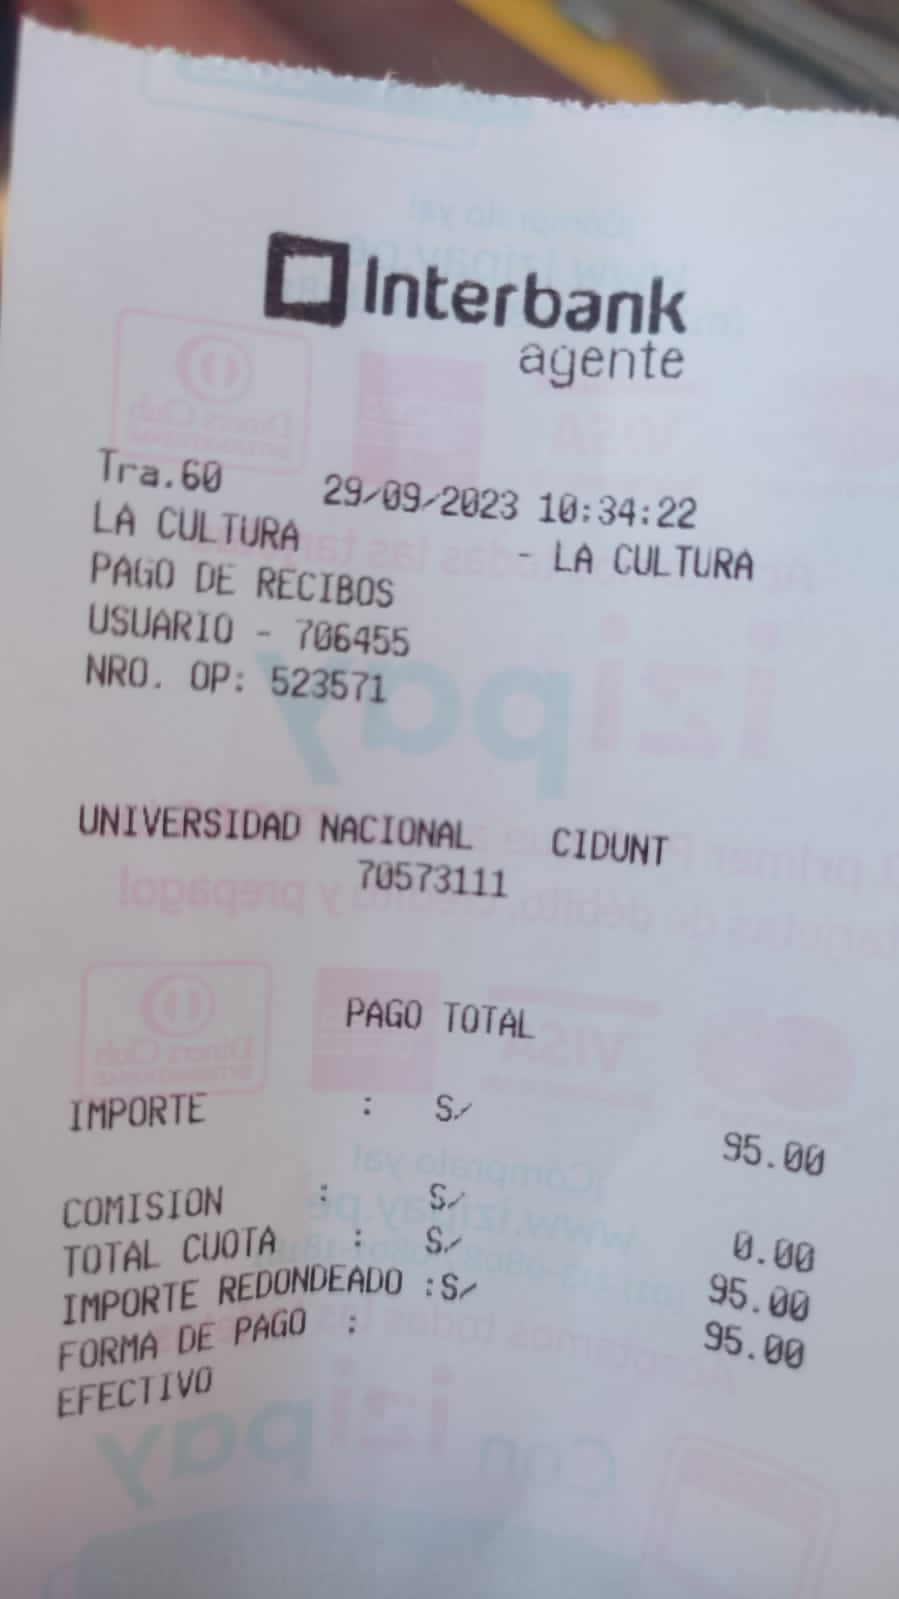 Interbank
agente
Tra.60 29/09/2023 10:34:22
LA CULTURA - LA CULTURA
PAGO DE RECIBOS
USUARIO - 706455
NRO. OP: 523571
UNIVERSIDAD NACIONAL CIDUNT
70573111
PAGO TOTAL
IMPORTE : S/ 95.00
COMISION : S/ 0.00
TOTAL CUOTA : S/ 95.00
IMPORTE REDONDEADO :S/ 95.00
FORMA DE PAGO :
EFECTIVO